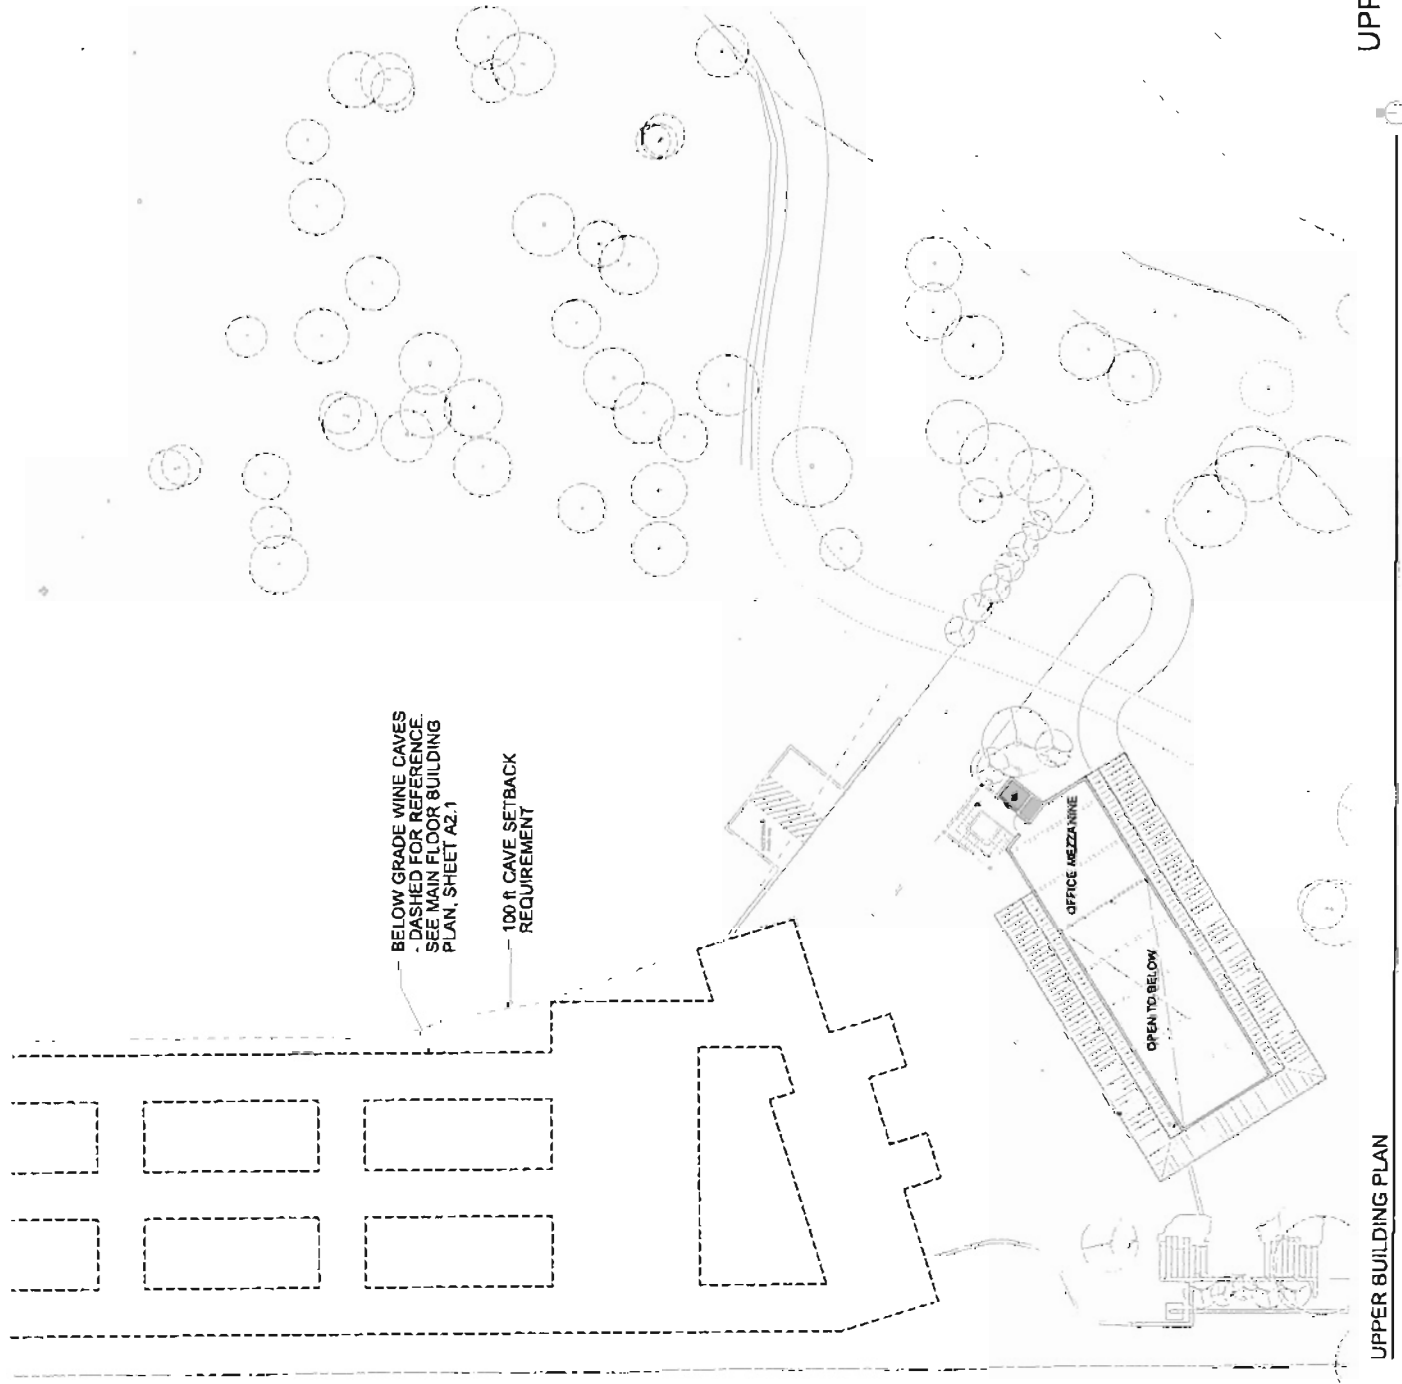 BELOW GRADE WINE CAVES
- DASHED FOR REFERENCE.
SEE MAIN FLOOR BUILDING
PLAN, SHEET A2.1
100 ft CAVE SETBACK
REQUIREMENT
OFFICE MEZZANINE
OPEN TO BELOW
UPPER BUILDING PLAN